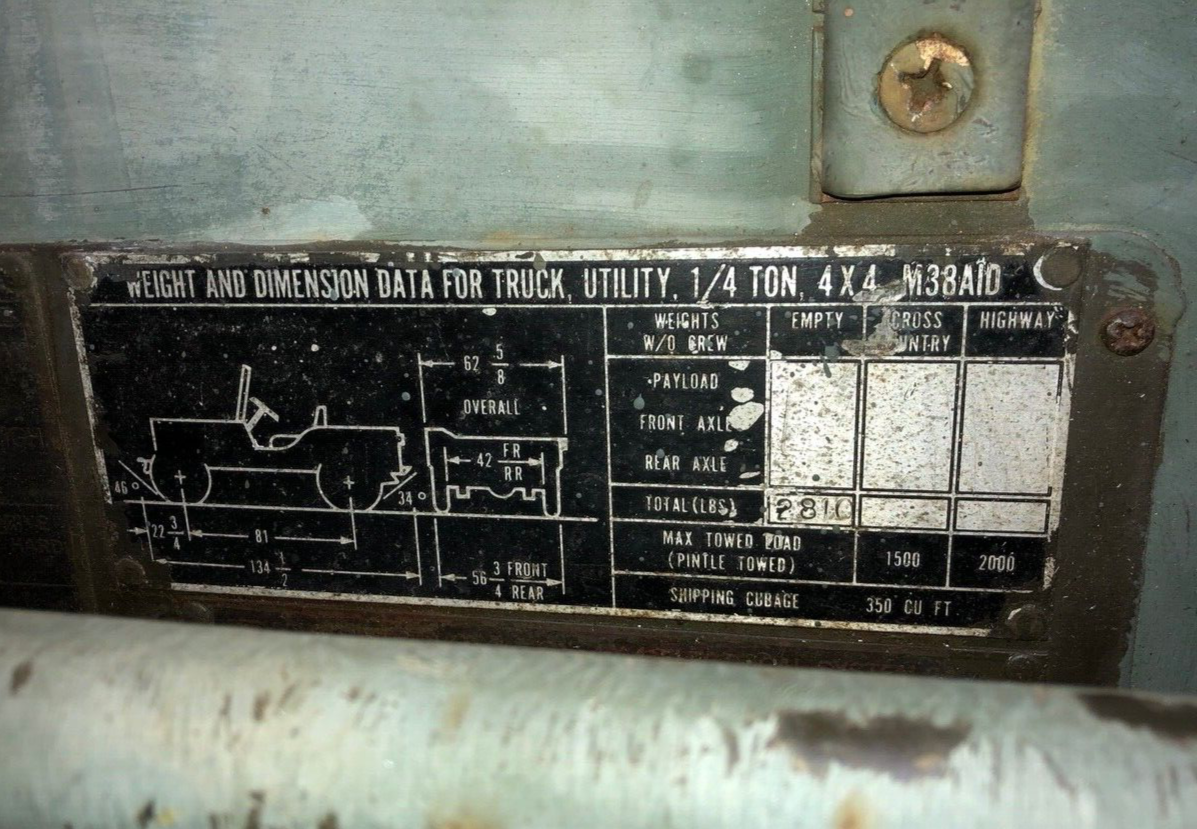 WEIGHT AND DIMENSION DATA FOR TRUCK, UTILITY, 1/4 TON, 4X4, M38A1D
WEIGHTS W/O CREW EMPTY CROSS COUNTRY HIGHWAY
PAYLOAD
FRONT AXLE
REAR AXLE
TOTAL (LBS) 2810
MAX TOWED LOAD (PINTLE TOWED) 1500 2000
SHIPPING CUBAGE 350 CU FT
62 5/8
OVERALL
42 FR/RR
46°
34°
22 3/4
81
134 1/2
56 3/4 FRONT REAR